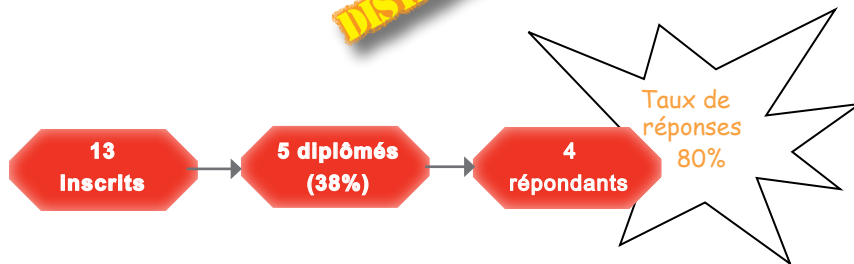 13
inscrits
5 diplômés
(38%)
4
répondants
Taux de
réponses
80%